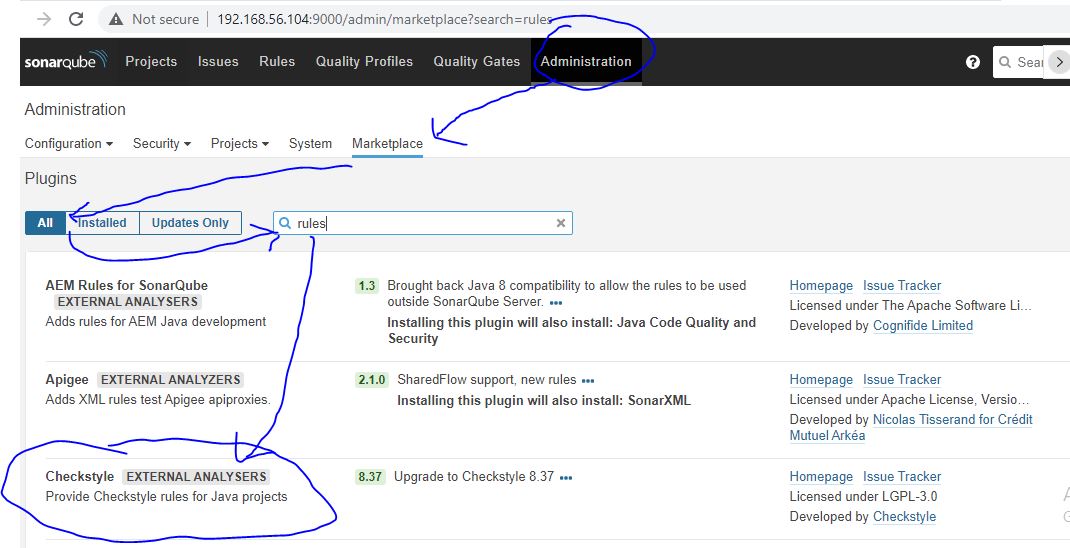 Not secure | 192.168.56.104:9000/admin/marketplace?search=rules
sonarqube Projects Issues Rules Quality Profiles Quality Gates Administration ? Sear
Administration
Configuration Security Projects System Marketplace
Plugins
All Installed Updates Only rules
AEM Rules for SonarQube
EXTERNAL ANALYSERS
Adds rules for AEM Java development
1.3 Brought back Java 8 compatibility to allow the rules to be used
outside SonarQube Server. •••
Installing this plugin will also install: Java Code Quality and
Security
Homepage Issue Tracker
Licensed under The Apache Software Li...
Developed by Cognifide Limited
Apigee EXTERNAL ANALYZERS
Adds XML rules test Apigee apiproxies.
2.1.0 SharedFlow support, new rules •••
Installing this plugin will also install: SonarXML
Homepage Issue Tracker
Licensed under Apache License, Versio...
Developed by Nicolas Tisserand for Crédit
Mutuel Arkéa
Checkstyle EXTERNAL ANALYSERS
Provide Checkstyle rules for Java projects
8.37 Upgrade to Checkstyle 8.37 •••
Homepage Issue Tracker
Licensed under LGPL-3.0
Developed by Checkstyle